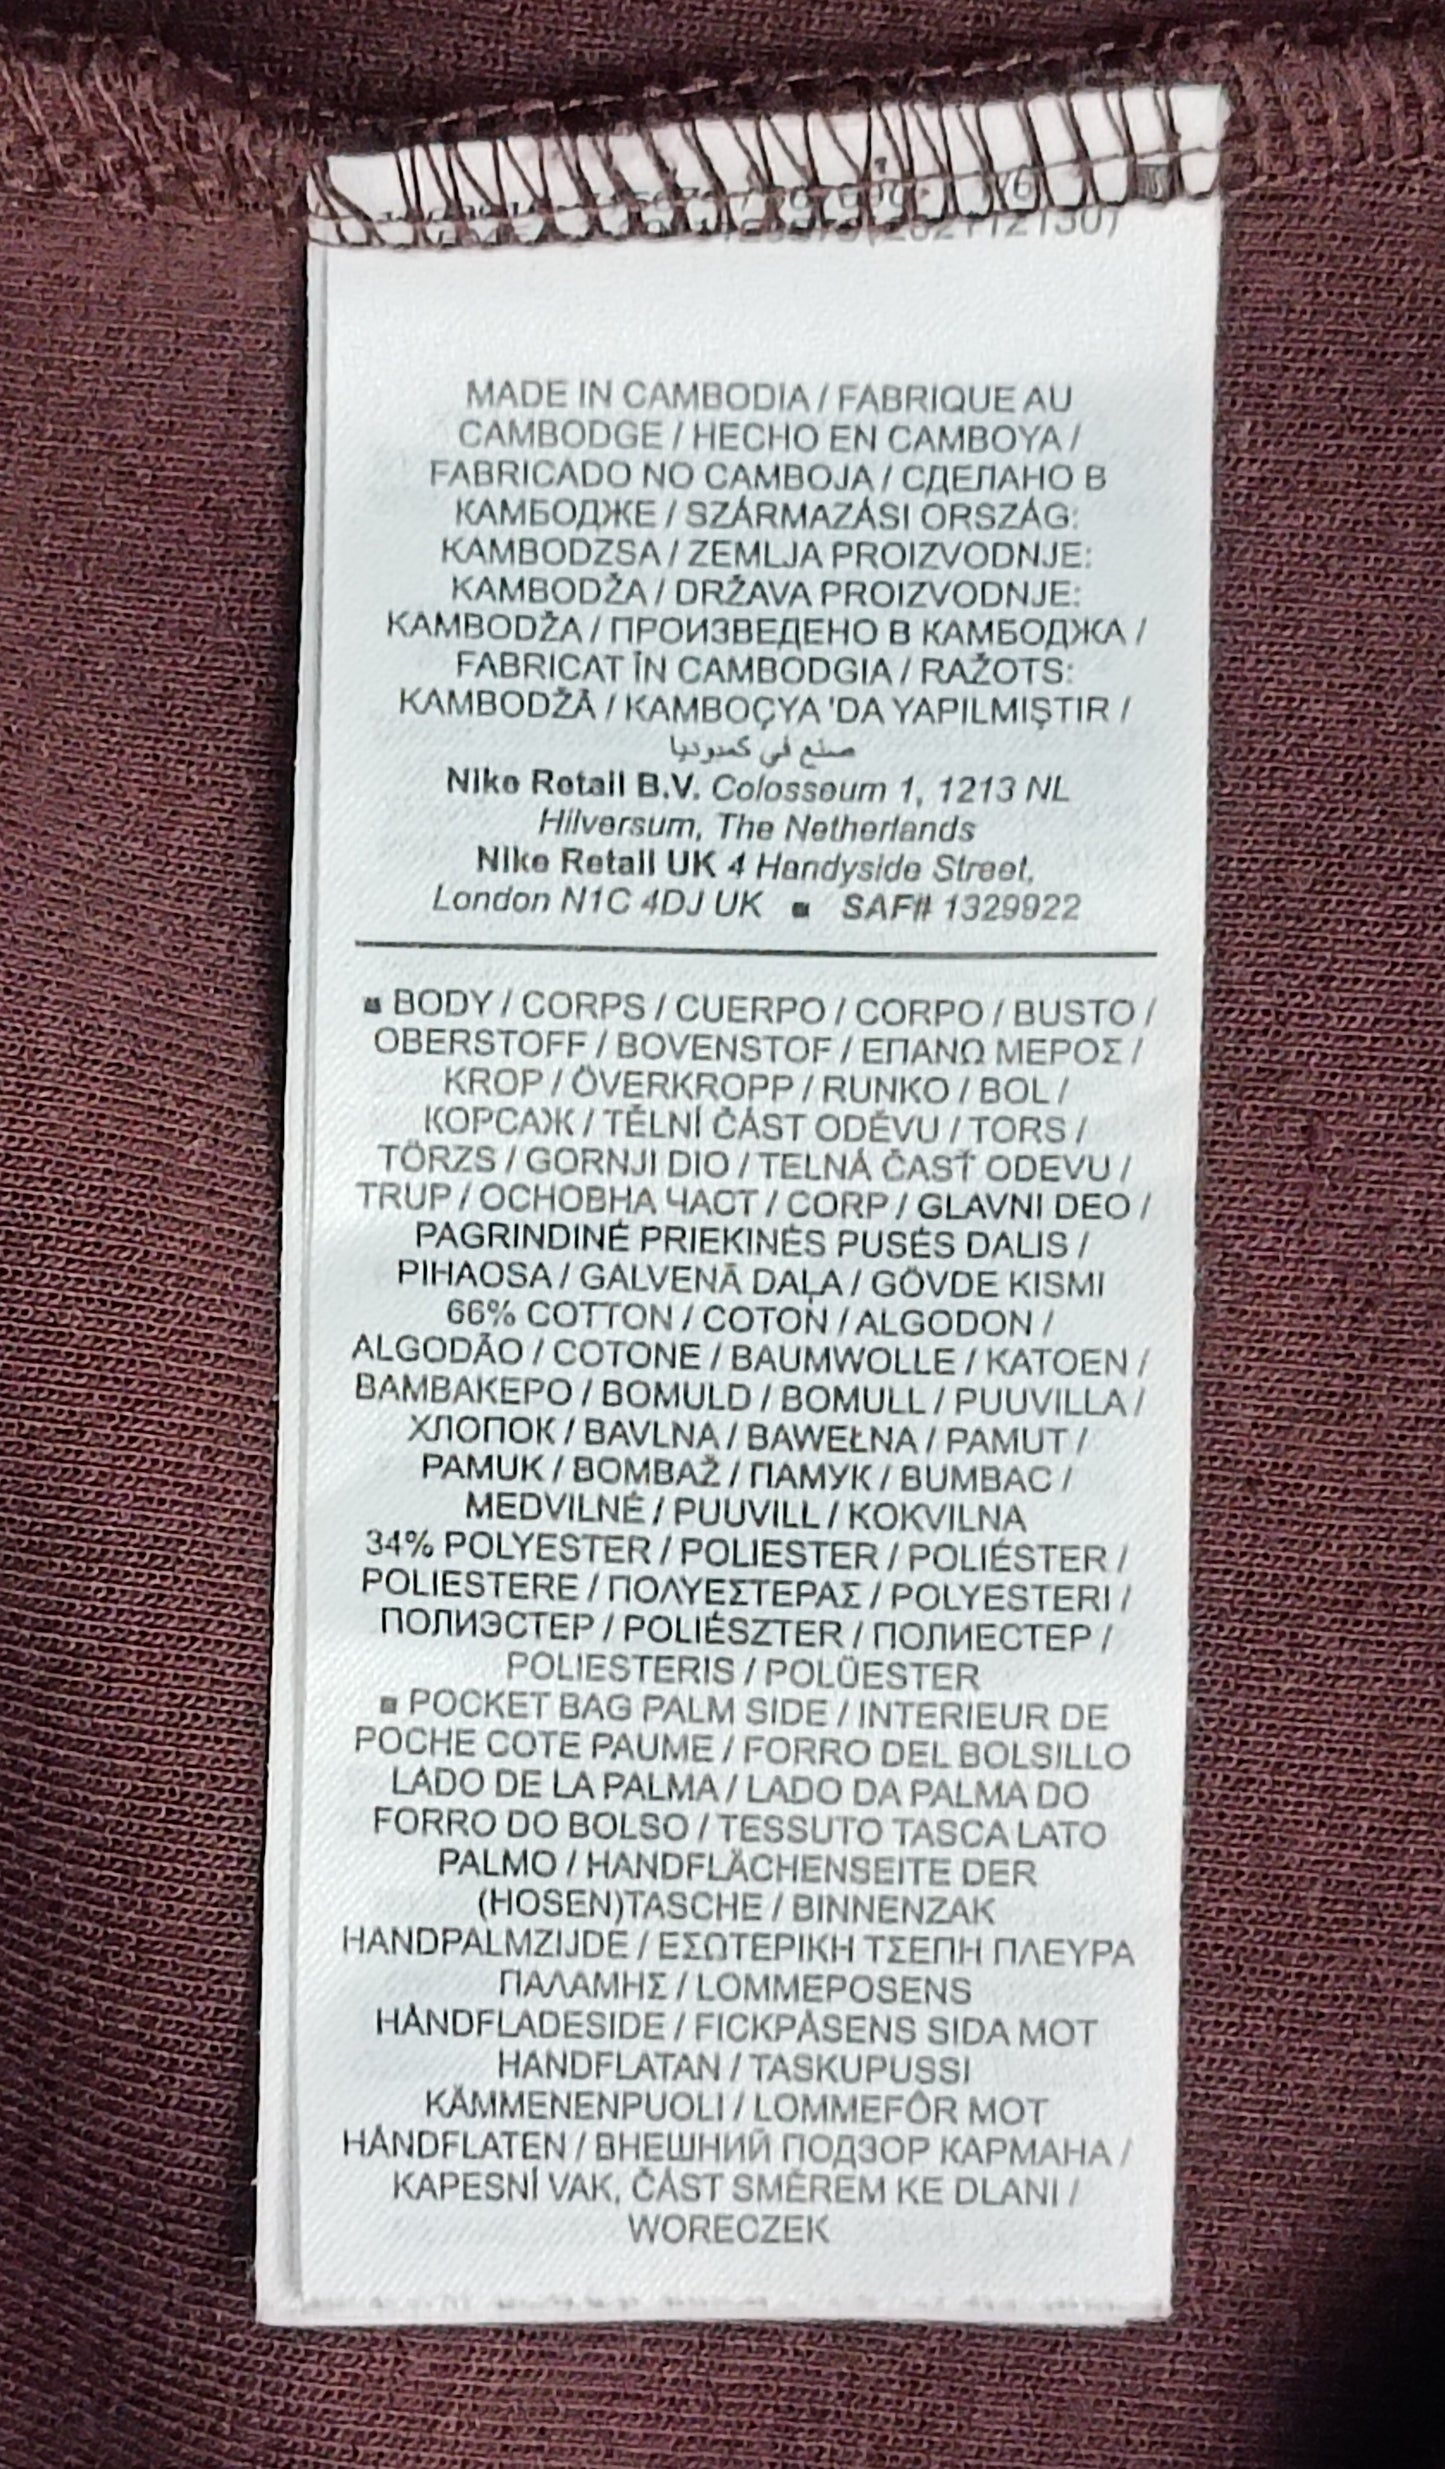 MADE IN CAMBODIA / FABRIQUE AU
CAMBODGE / HECHO EN CAMBOYA /
FABRICADO NO CAMBOJA / СДЕЛАНО В
КАМБОДЖЕ / SZÁRMAZÁSI ORSZÁG:
KAMBODZSA / ZEMLJA PROIZVODNJE:
KAMBODŽA / DRŽAVA PROIZVODNJE:
KAMBODŽA / ПРОИЗВЕДЕНО В КАМБОДЖА /
FABRICAT ÎN CAMBODGIA / RAŽOTS:
KAMBODŽĀ / KAMBOÇYA 'DA YAPILMIŞTIR /
صنع في كمبوديا
Nike Retail B.V. Colosseum 1, 1213 NL
Hilversum, The Netherlands
Nike Retail UK 4 Handyside Street,
London N1C 4DJ UK ■ SAF# 1329922
■ BODY / CORPS / CUERPO / CORPO / BUSTO /
OBERSTOFF / BOVENSTOF / ΕΠΑΝΩ ΜΕΡΟΣ /
KROP / ÖVERKROPP / RUNKO / BOL /
КОРСАЖ / TĚLNÍ ČÁST ODĚVU / TORS /
TÖRZS / GORNJI DIO / TELNÁ ČASŤ ODEVU /
TRUP / ОСНОВНА ЧАСТ / CORP / GLAVNI DEO /
PAGRINDINĖ PRIEKINĖS PUSĖS DALIS /
PIHAOSA / GALVENĀ DAĻA / GÖVDE KISMI
66% COTTON / COTON / ALGODON /
ALGODÃO / COTONE / BAUMWOLLE / KATOEN /
ΒΑΜΒΑΚΕΡΟ / BOMULD / BOMULL / PUUVILLA /
ХЛОПОК / BAVLNA / BAWEŁNA / PAMUT /
PAMUK / BOMBAŽ / ПАМУК / BUMBAC /
MEDVILNĖ / PUUVILL / KOKVILNA
34% POLYESTER / POLIESTER / POLIÉSTER /
POLIESTERE / ΠΟΛΥΕΣΤΕΡΑΣ / POLYESTERI /
ПОЛИЭСТЕР / POLIÉSZTER / ПОЛИЕСТЕР /
POLIESTERIS / POLÜESTER
■ POCKET BAG PALM SIDE / INTERIEUR DE
POCHE COTE PAUME / FORRO DEL BOLSILLO
LADO DE LA PALMA / LADO DA PALMA DO
FORRO DO BOLSO / TESSUTO TASCA LATO
PALMO / HANDFLÄCHENSEITE DER
(HOSEN)TASCHE / BINNENZAK
HANDPALMZIJDE / ΕΣΩΤΕΡΙΚΗ ΤΣΕΠΗ ΠΛΕΥΡΑ
ΠΑΛΑΜΗΣ / LOMMEPOSENS
HÅNDFLADESIDE / FICKPÅSENS SIDA MOT
HANDFLATAN / TASKUPUSSI
KÄMMENENPUOLI / LOMMEFÔR MOT
HÅNDFLATEN / ВНЕШНИЙ ПОДЗОР КАРМАНА /
KAPESNÍ VAK, ČÁST SMĚREM KE DLANI /
WORECZEK